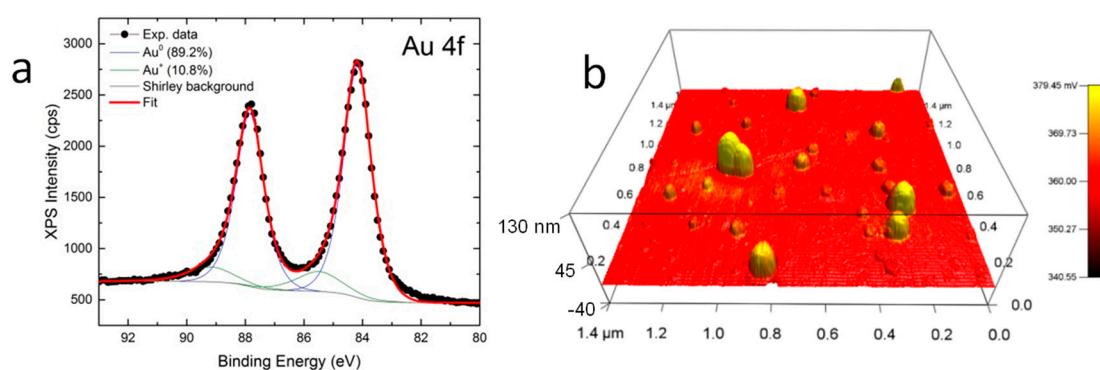 a
Au 4f
Exp. data
Au⁰ (89.2%)
Au⁺ (10.8%)
Shirley background
Fit
XPS Intensity (cps)
3000
2500
2000
1500
1000
500
92 90 88 86 84 82 80
Binding Energy (eV)
b
1.4 µm
1.2
1.0
0.8
0.6
0.4
0.2
1.4 µm
1.2
1.0
0.8
0.6
0.4
0.2
0.0
130 nm
45
-40
1.4 µm 1.2 1.0 0.8 0.6 0.4 0.2 0.0
379.45 mV
369.73
360.00
350.27
340.55